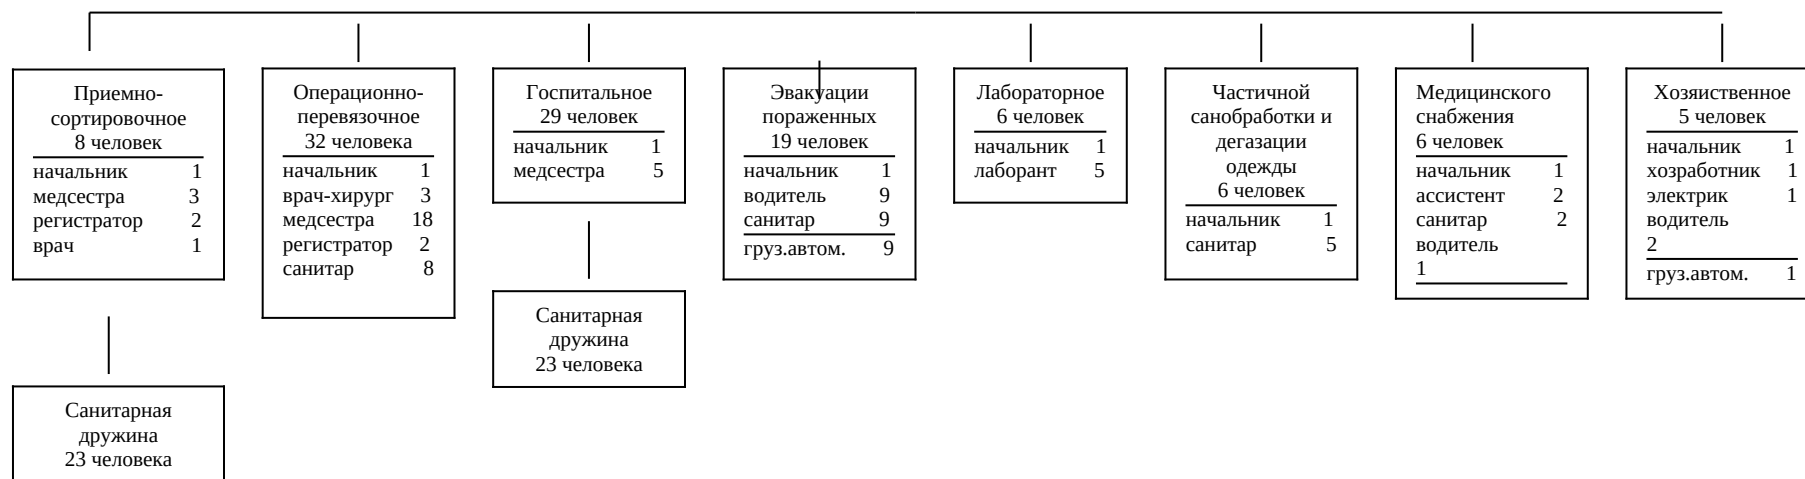 Приемно-
сортировочное
8 человек
начальник 1
медсестра 3
регистратор 2
врач 1
Санитарная
дружина
23 человека
Операционно-
перевязочное
32 человека
начальник 1
врач-хирург 3
медсестра 18
регистратор 2
санитар 8
Госпитальное
29 человек
начальник 1
медсестра 5
Санитарная
дружина
23 человека
Эвакуации
пораженных
19 человек
начальник 1
водитель 9
санитар 9
груз.автом. 9
Лабораторное
6 человек
начальник 1
лаборант 5
Частичной
санобработки и
дегазации
одежды
6 человек
начальник 1
санитар 5
Медицинского
снабжения
6 человек
начальник 1
ассистент 2
санитар 2
водитель
1
Хозяиственное
5 человек
начальник 1
хозработник 1
электрик 1
водитель
2
груз.автом. 1